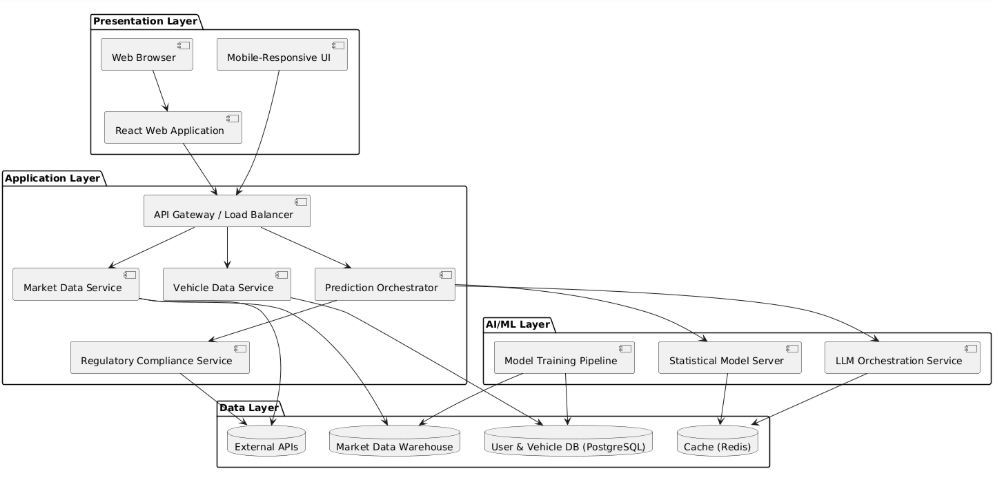 Presentation Layer
Web Browser
Mobile-Responsive UI
React Web Application
Application Layer
API Gateway / Load Balancer
Market Data Service
Vehicle Data Service
Prediction Orchestrator
AI/ML Layer
Regulatory Compliance Service
Model Training Pipeline
Statistical Model Server
LLM Orchestration Service
Data Layer
External APIs
Market Data Warehouse
User & Vehicle DB (PostgreSQL)
Cache (Redis)